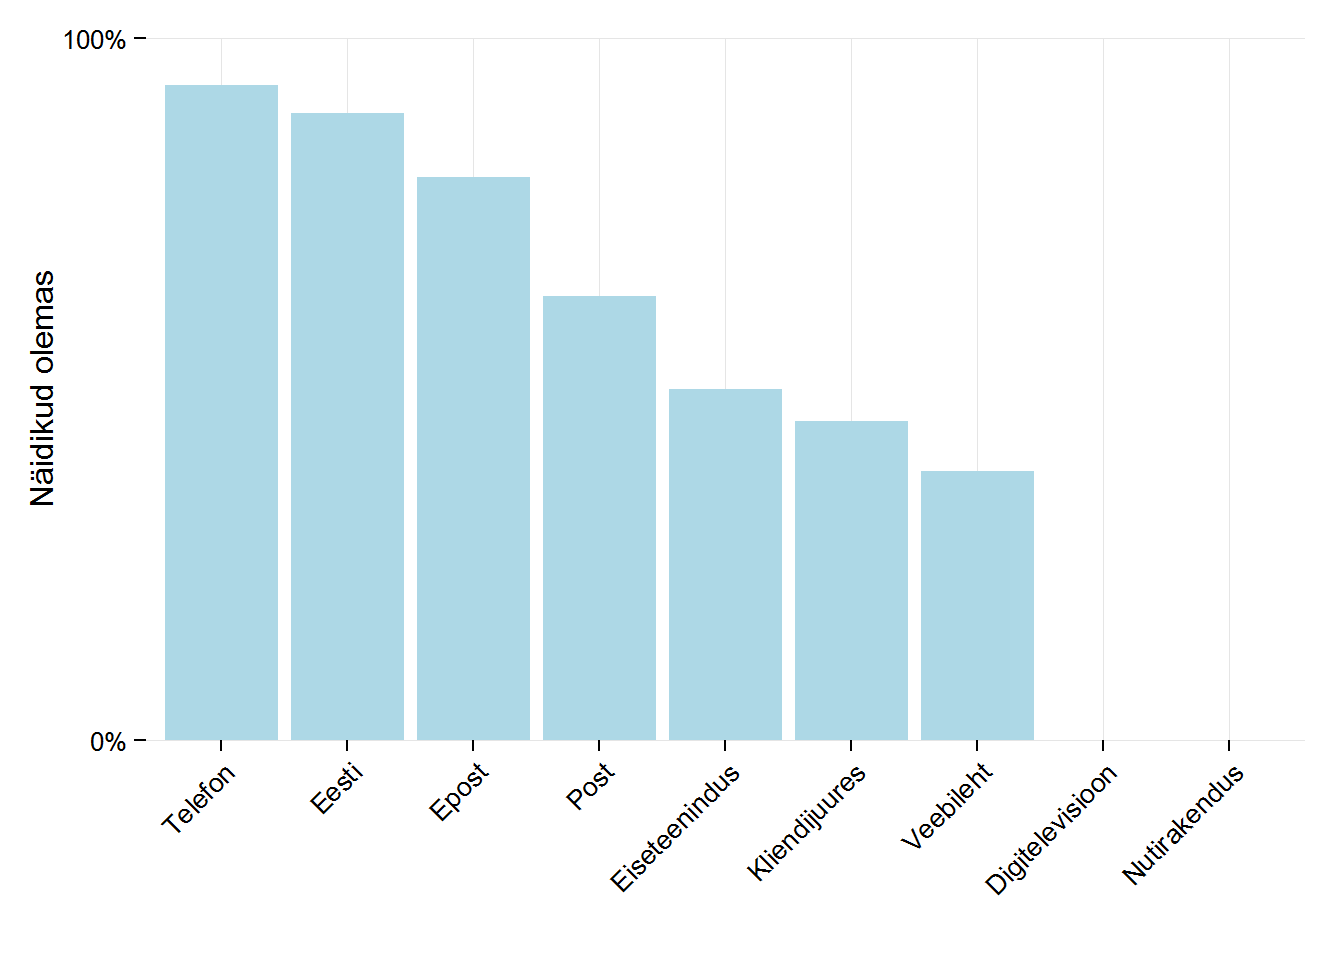 100%
Näidikud olemas
0%
Telefon
Eesti
Epost
Post
Eiseteenindus
Kliendijuures
Veebileht
Digitelevisioon
Nutirakendus